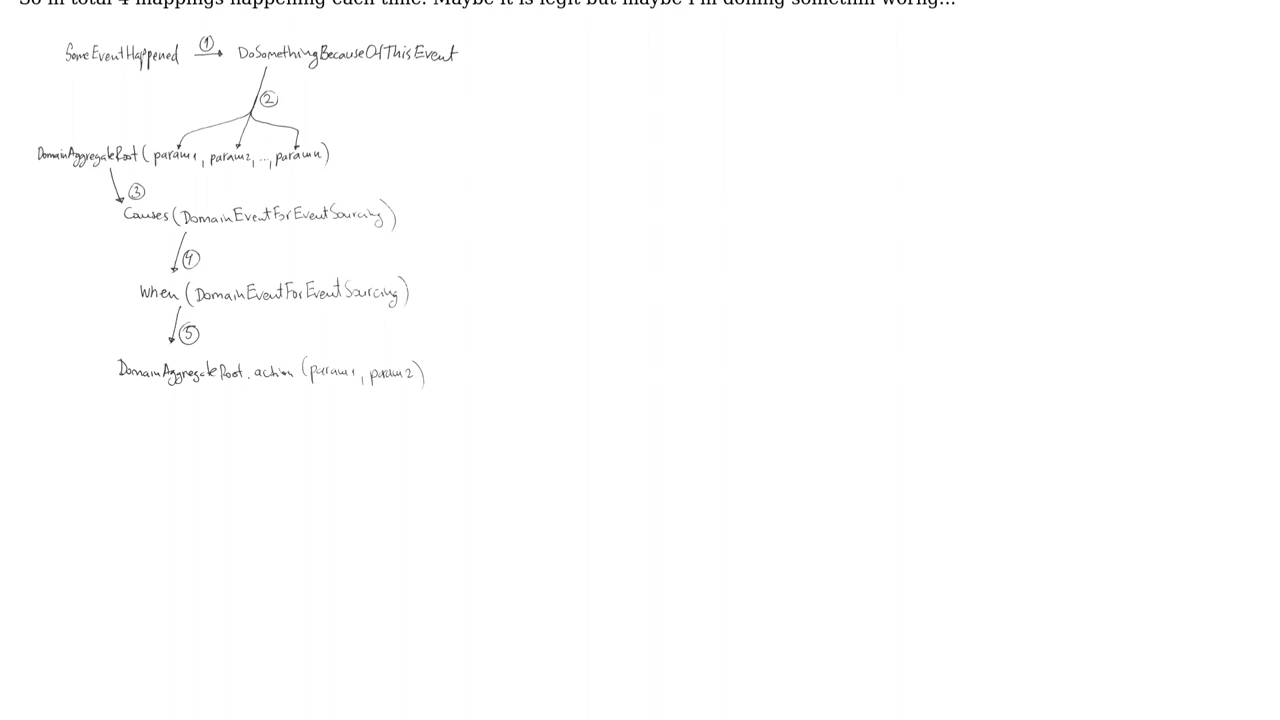 So in total 4 mappings happening each time. Maybe it is legit but maybe I'm doing somethin worng...
SomeEventHappened ① DoSomethingBecauseOfThisEvent
②
DomainAggregateRoot(param1, param2, ..., paramn)
③
Causes(DomainEventForEventSourcing)
④
When(DomainEventForEventSourcing)
⑤
DomainAggregateRoot.action(param1, param2)